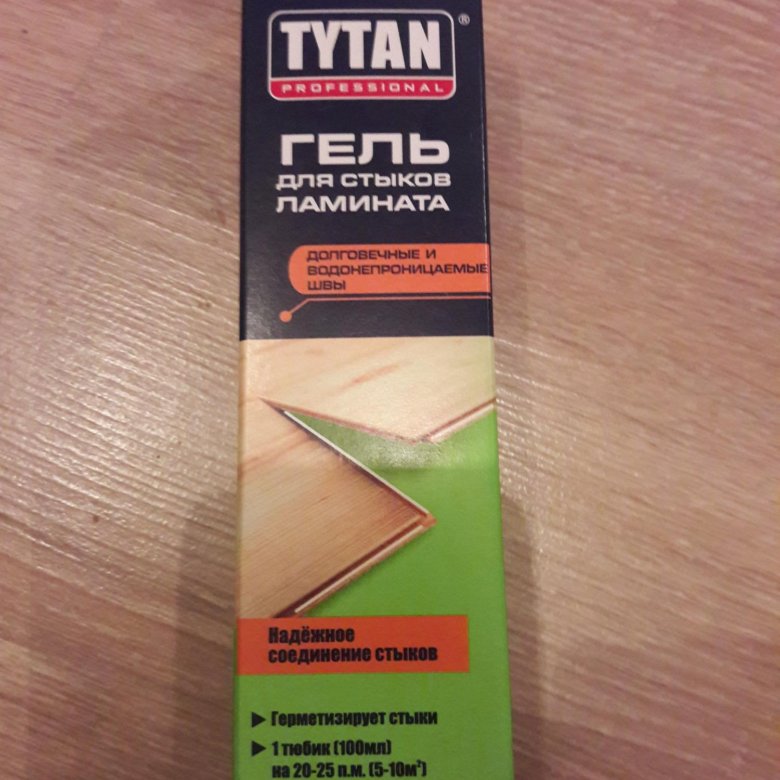 TYTAN®
PROFESSIONAL
ГЕЛЬ
ДЛЯ СТЫКОВ
ЛАМИНАТА
ДОЛГОВЕЧНЫЕ И
ВОДОНЕПРОНИЦАЕМЫЕ
ШВЫ
Надёжное
соединение стыков
▶ Герметизирует стыки
▶ 1 тюбик (100мл)
на 20-25 п.м. (5-10м²)